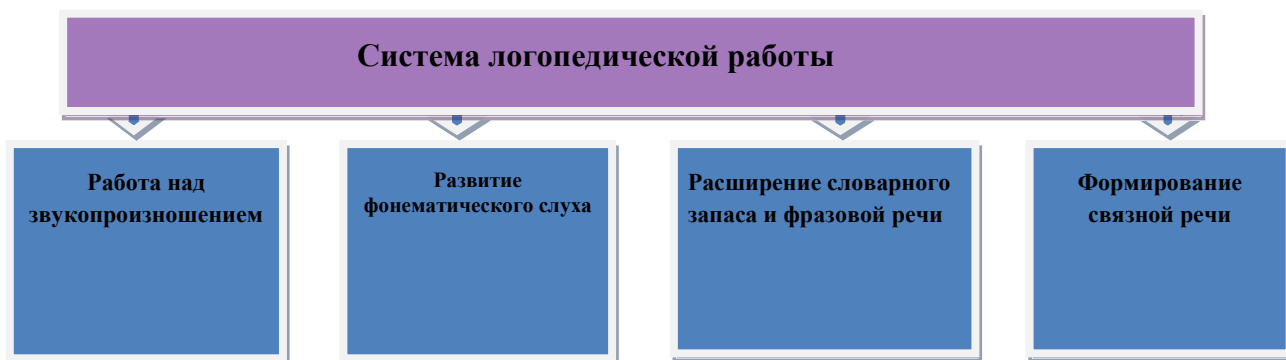 Система логопедической работы
Работа над
звукопроизношением
Развитие
фонематического слуха
Расширение словарного
запаса и фразовой речи
Формирование
связной речи